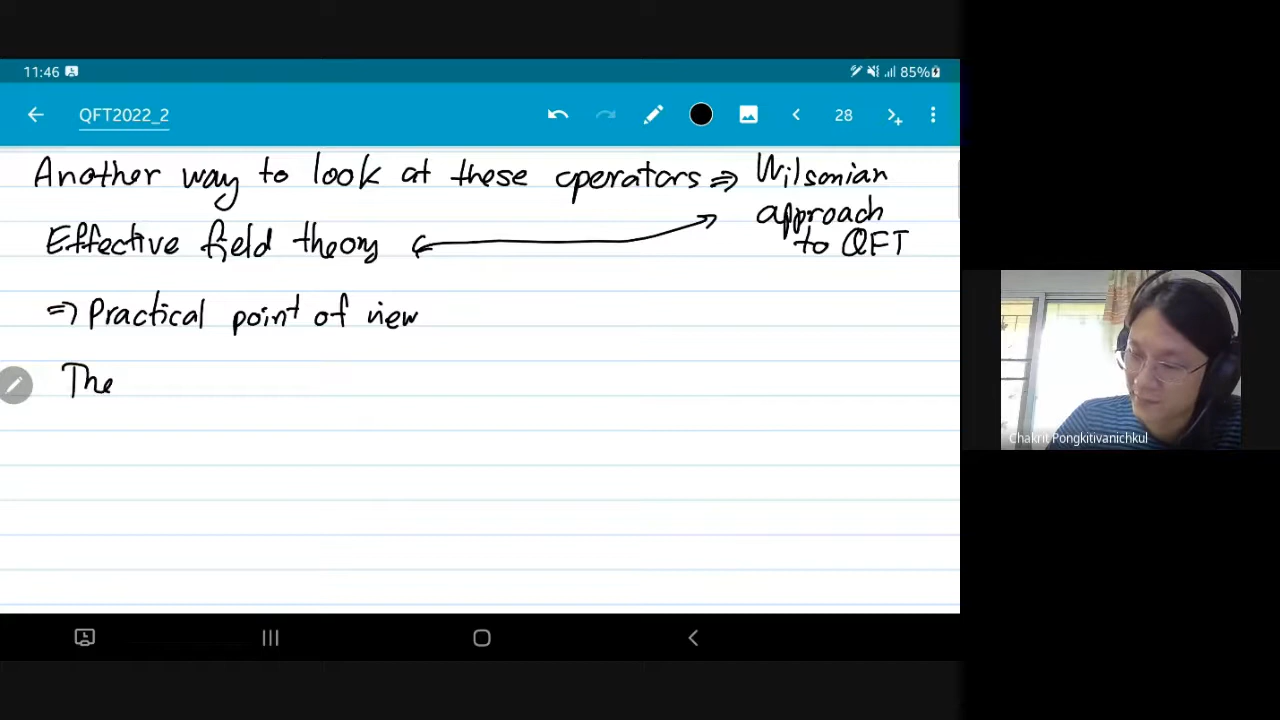 11:46
85%
QFT2022_2
28
Another way to look at these operators ⇒ Wilsonian
approach
to QFT
Effective field theory
⇒ Practical point of view
The
Chakrit Pongkitivanichkul